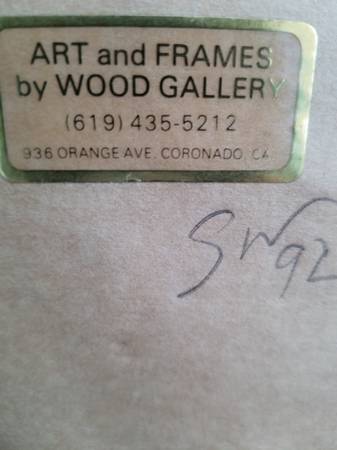 ART and FRAMES
by WOOD GALLERY
(619) 435-5212
936 ORANGE AVE. CORONADO, CA
SW92